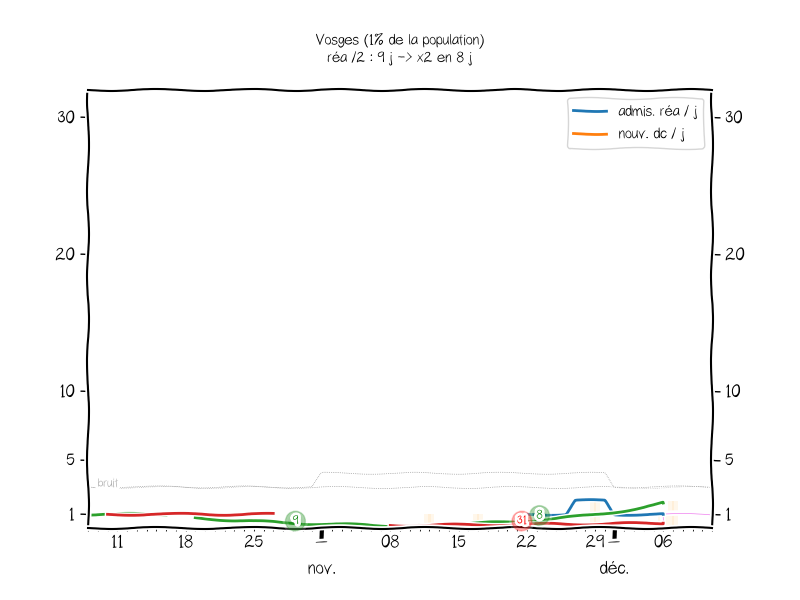 Vosges (1% de la population)
réa /2 : 9 j -> x2 en 8 j
admis. réa / j
nouv. dc / j
30 30
20 20
10 10
5 5
bruit
1 1
9 31 8
11 18 25 08 15 22 29 06
nov. déc.